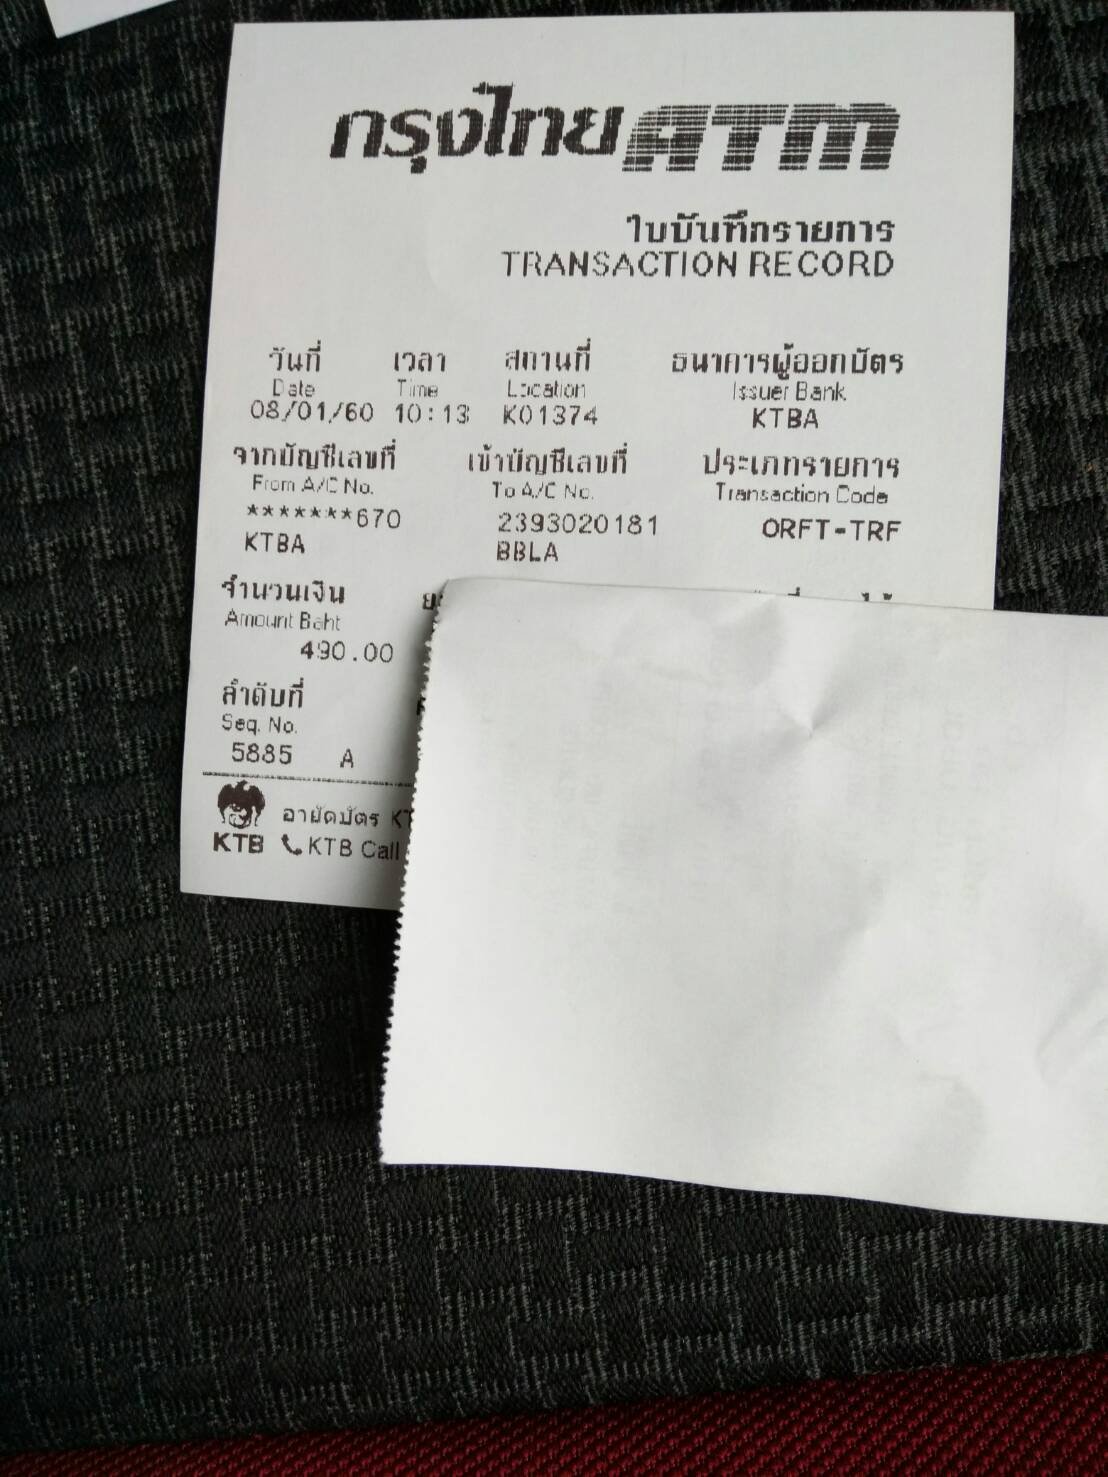 กรุงไทย ATM
ใบบันทึกรายการ
TRANSACTION RECORD
วันที่ เวลา สถานที่ ธนาคารผู้ออกบัตร
Date Time Location Issuer Bank
08/01/60 10:13 K01374 KTBA
จากบัญชีเลขที่ เข้าบัญชีเลขที่ ประเภทรายการ
From A/C No. To A/C No. Transaction Code
*******670 2393020181 ORFT-TRF
KTBA BBLA
จำนวนเงิน
Amount Baht
490.00
ลำดับที่
Seq. No.
5885 A
อายัดบัตร KT
KTB KTB Call